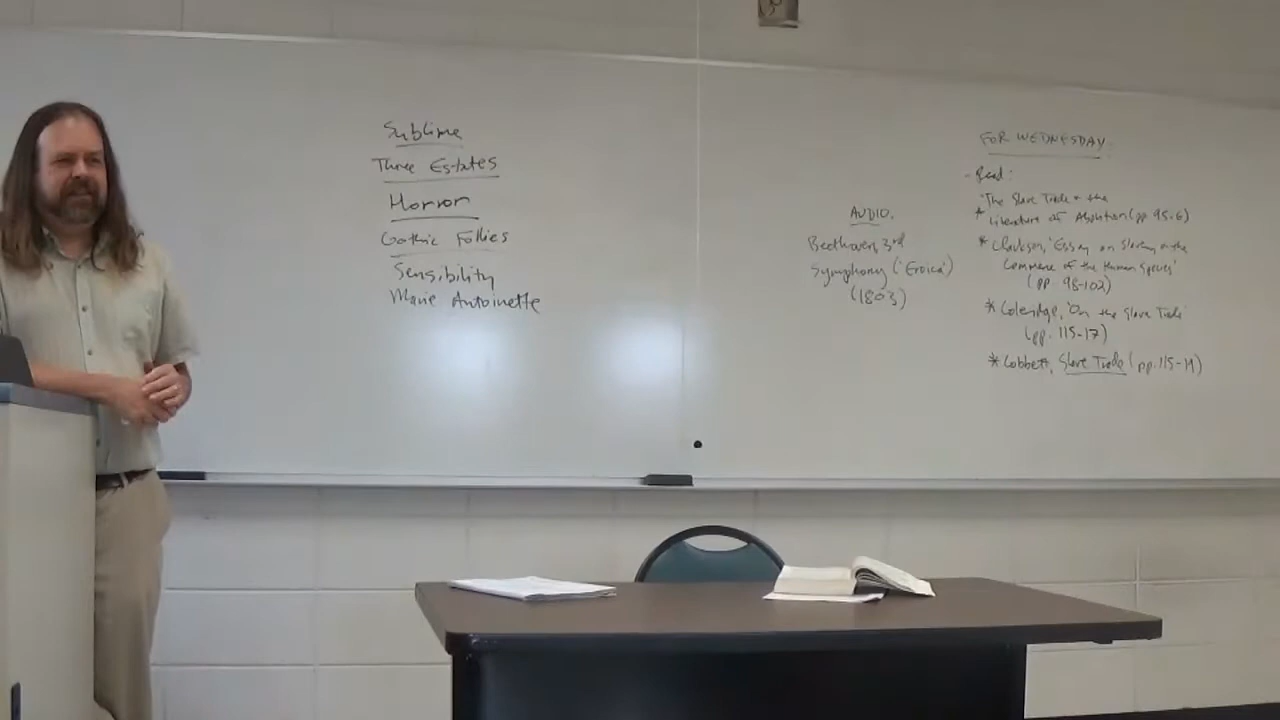 Sublime
Three Estates
Horror
Gothic Follies
Sensibility
Marie Antoinette
AUDIO.
Beethoven, 3rd
Symphony ('Eroica')
(1803)
FOR WEDNESDAY.
- Read:
"The Slave Trade & the
* Literature of Abolition (pp 95-6)
* Clarkson, 'Essay on Slavery & the
Commerce of the Human Species'
(pp. 98-102)
* Coleridge, 'On the Slave Trade'
(pp. 115-17)
* Cobbett, Slave Trade (pp. 115-19)